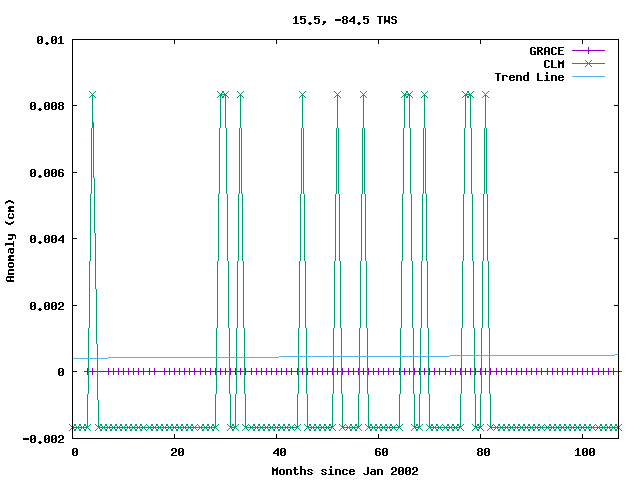 15.5, -84.5 TWS
GRACE
CLM
Trend Line
Anomaly (cm)
0.01
0.008
0.006
0.004
0.002
0
-0.002
0 20 40 60 80 100
Months since Jan 2002